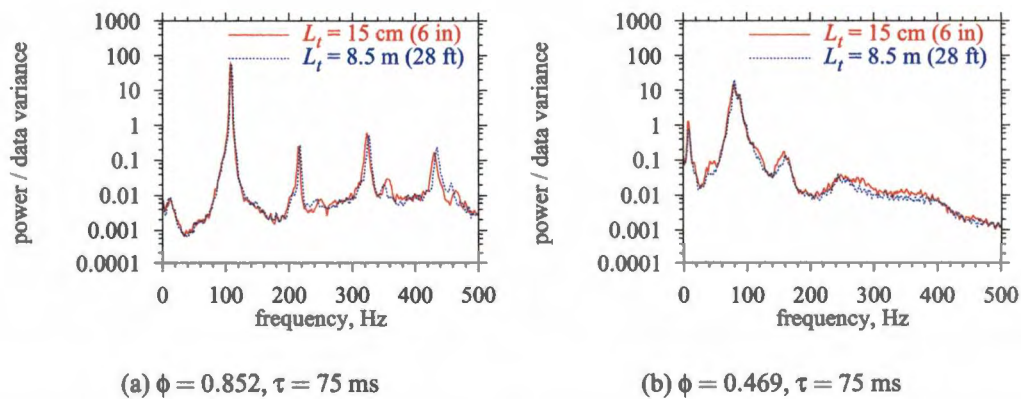 1000
100
10
1
0.1
0.01
0.001
0.0001
power / data variance
L_t = 15 cm (6 in)
L_t = 8.5 m (28 ft)
0 100 200 300 400 500
frequency, Hz
(a) ϕ = 0.852, τ = 75 ms
1000
100
10
1
0.1
0.01
0.001
0.0001
power / data variance
L_t = 15 cm (6 in)
L_t = 8.5 m (28 ft)
0 100 200 300 400 500
frequency, Hz
(b) ϕ = 0.469, τ = 75 ms